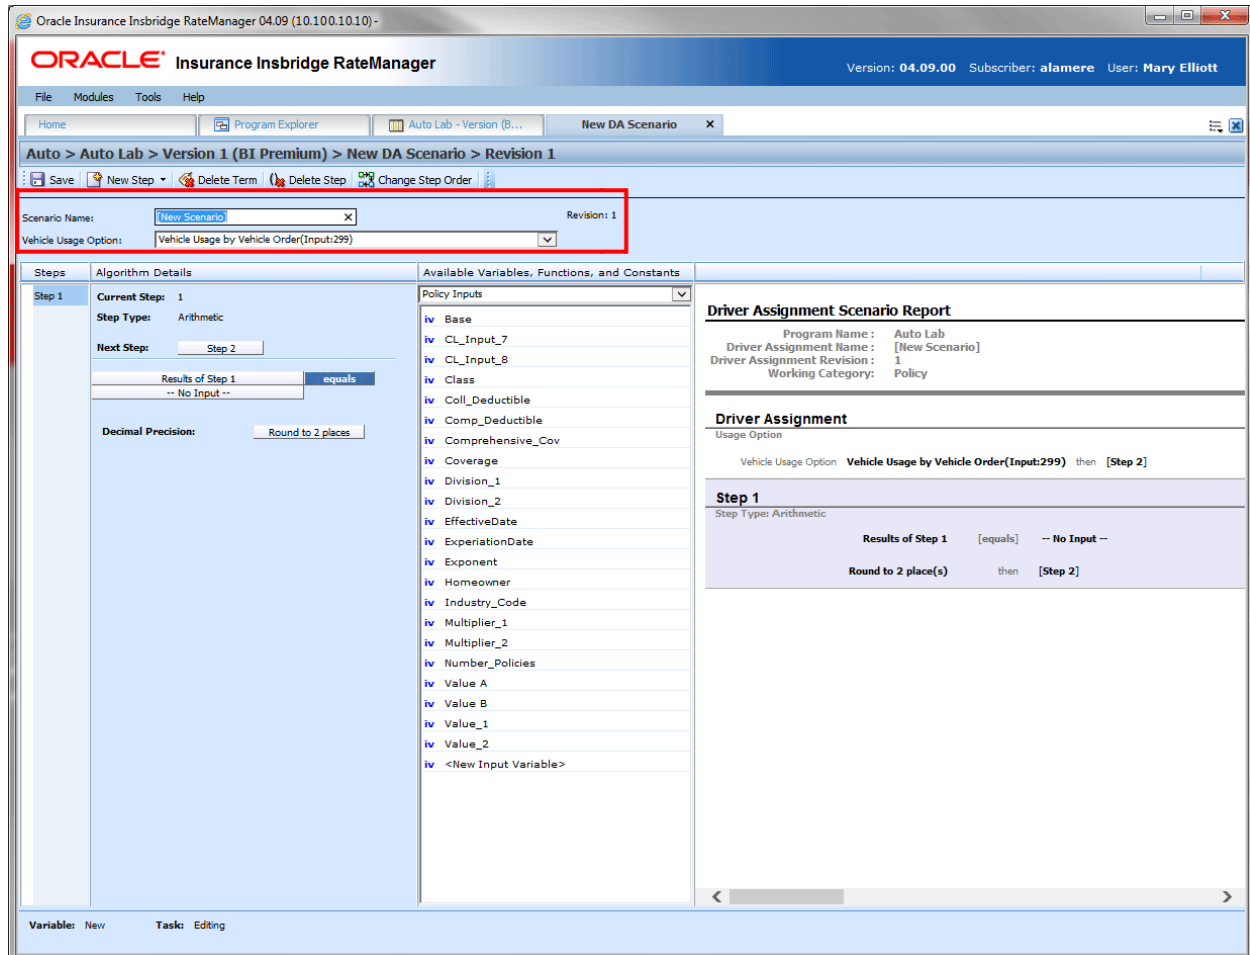 Oracle Insurance Insbridge RateManager 04.09 (10.100.10.10) -
ORACLE Insurance Insbridge RateManager
Version: 04.09.00 Subscriber: alamere User: Mary Elliott
File Modules Tools Help
Home Program Explorer Auto Lab - Version (B... New DA Scenario
Auto > Auto Lab > Version 1 (BI Premium) > New DA Scenario > Revision 1
Save New Step Delete Term Delete Step Change Step Order
Scenario Name: [New Scenario] Revision: 1
Vehicle Usage Option: Vehicle Usage by Vehicle Order(Input:299)
Steps Algorithm Details Available Variables, Functions, and Constants
Step 1
Current Step: 1
Step Type: Arithmetic
Next Step: Step 2
Results of Step 1 equals
-- No Input --
Decimal Precision: Round to 2 places
Policy Inputs
iv Base
iv CL_Input_7
iv CL_Input_8
iv Class
iv Coll_Deductible
iv Comp_Deductible
iv Comprehensive_Cov
iv Coverage
iv Division_1
iv Division_2
iv EffectiveDate
iv ExperiationDate
iv Exponent
iv Homeowner
iv Industry_Code
iv Multiplier_1
iv Multiplier_2
iv Number_Policies
iv Value A
iv Value B
iv Value_1
iv Value_2
iv <New Input Variable>
Driver Assignment Scenario Report
Program Name : Auto Lab
Driver Assignment Name : [New Scenario]
Driver Assignment Revision : 1
Working Category: Policy
Driver Assignment
Usage Option
Vehicle Usage Option Vehicle Usage by Vehicle Order(Input:299) then [Step 2]
Step 1
Step Type: Arithmetic
Results of Step 1 [equals] -- No Input --
Round to 2 place(s) then [Step 2]
Variable: New Task: Editing